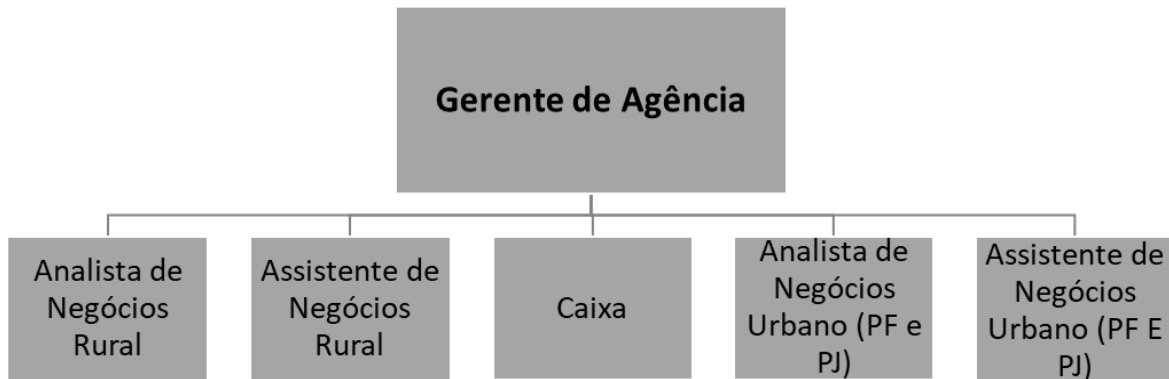 Gerente de Agência
Analista de
Negócios
Rural
Assistente de
Negócios
Rural
Caixa
Analista de
Negócios
Urbano (PF e
PJ)
Assistente de
Negócios
Urbano (PF E
PJ)